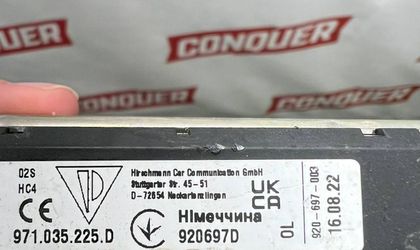 CONQUER
CONQUER
CONQUER
02S
HC4
Hirschmann Car Communication GmbH
Stuttgarter Str. 45-51
D-72654 Neckartenzlingen
CE
971.035.225.D
Німеччина
920697D
UK
CA
OL
920-697-003
16.08.22